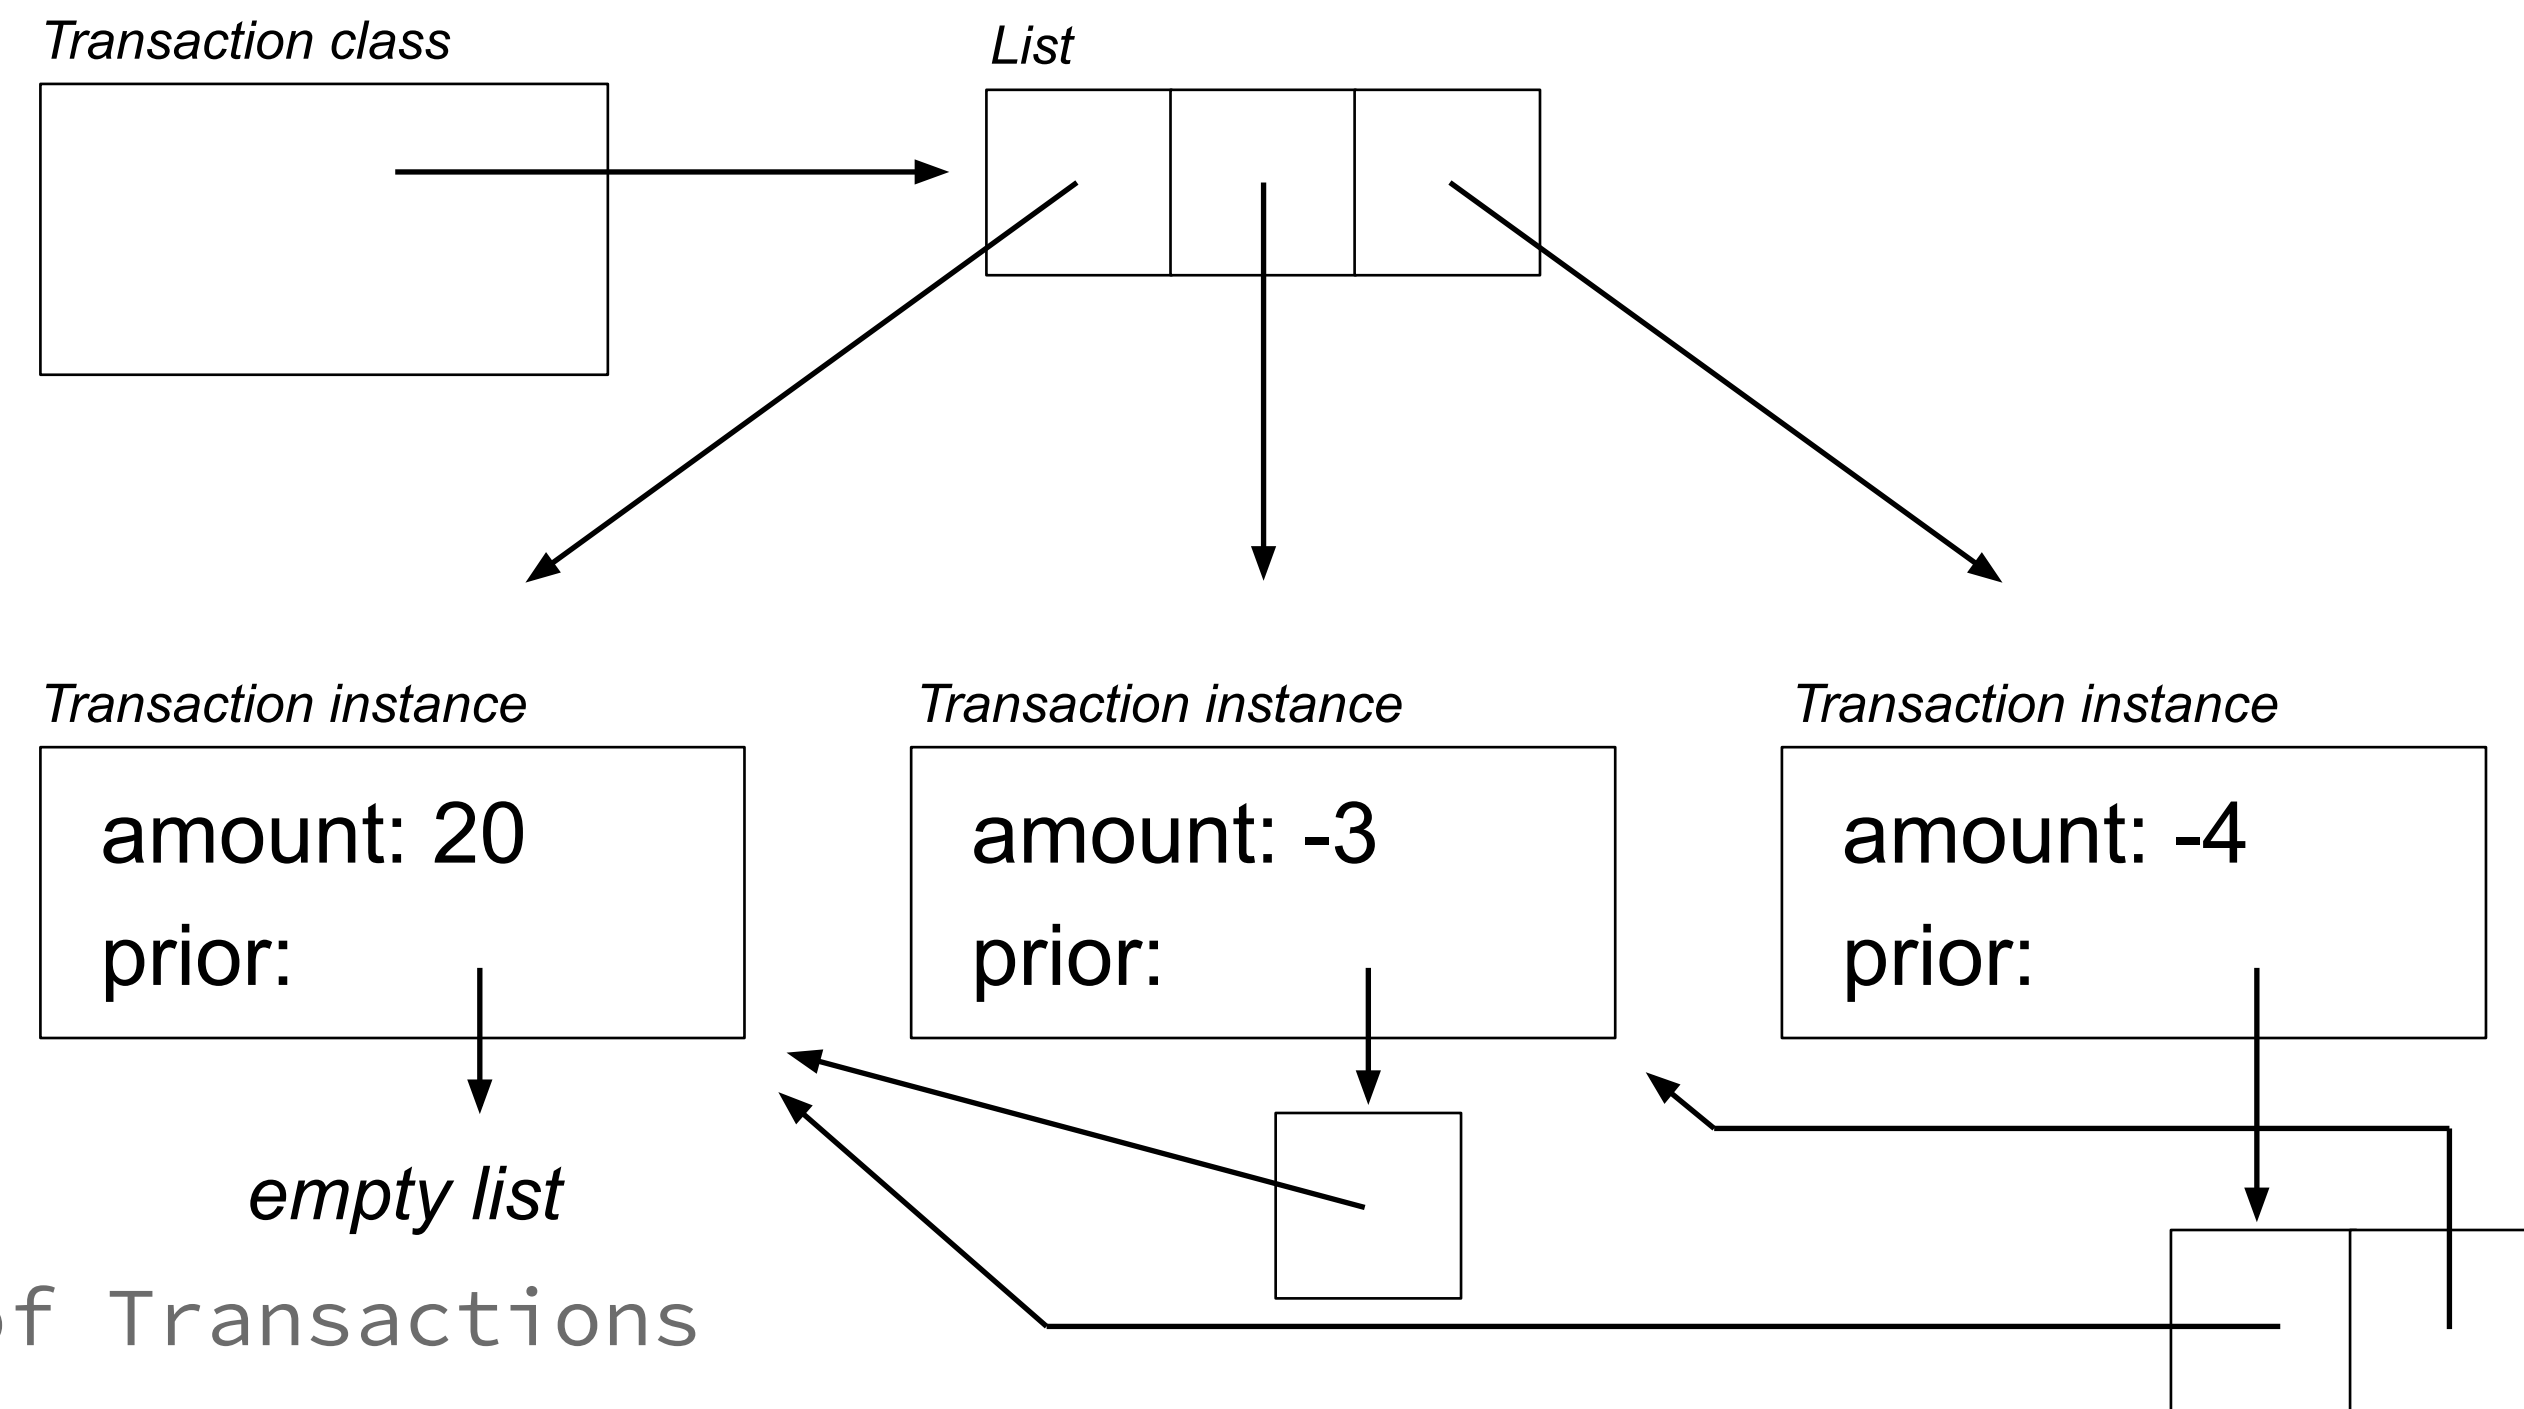 Transaction class
List
Transaction instance
Transaction instance
Transaction instance
amount: 20
amount: -3
amount: -4
prior:
prior:
prior:
empty list
of Transactions